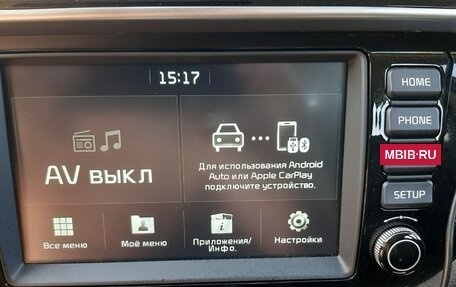 15:17
HOME
PHONE
AV выкл
Для использования Android
Auto или Apple CarPlay
подключите устройство.
MBIB·RU
SETUP
Все меню
Моё меню
Приложения/
Инфо.
Настройки